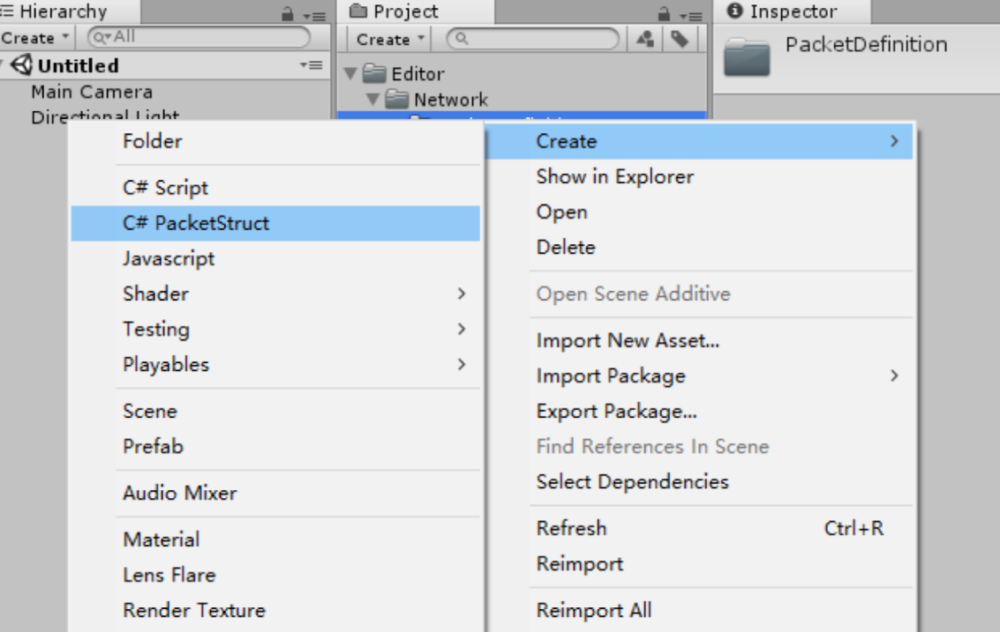 Hierarchy
Create
All
Untitled
Main Camera
Directional Light
Project
Create
Editor
Network
Inspector
PacketDefinition
Folder
C# Script
C# PacketStruct
Javascript
Shader
Testing
Playables
Scene
Prefab
Audio Mixer
Material
Lens Flare
Render Texture
Create
Show in Explorer
Open
Delete
Open Scene Additive
Import New Asset...
Import Package
Export Package...
Find References In Scene
Select Dependencies
Refresh Ctrl+R
Reimport
Reimport All